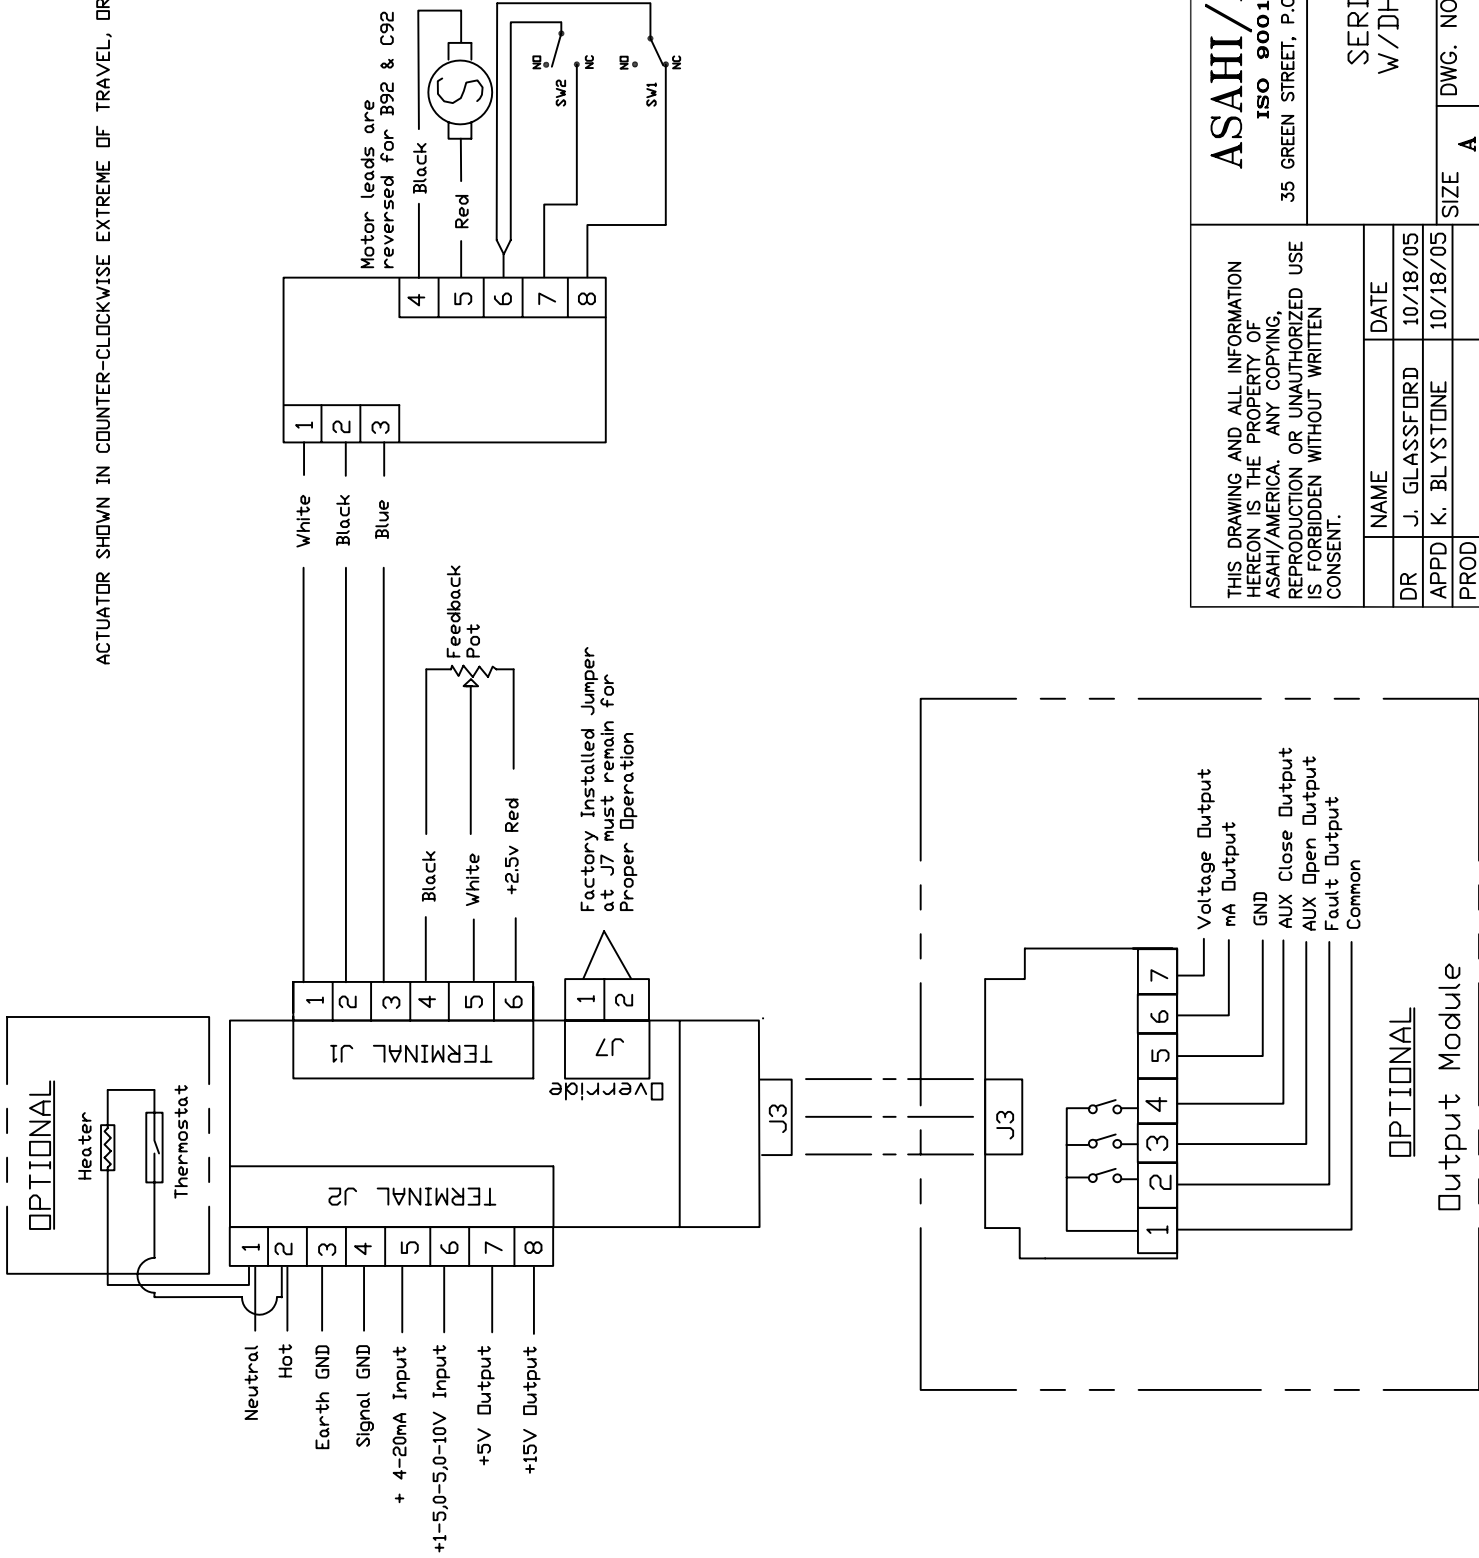 ACTUATOR SHOWN IN COUNTER-CLOCKWISE EXTREME OF TRAVEL, OR
OPTIONAL
Heater
Thermostat
Neutral
Hot
Earth GND
Signal GND
+ 4-20mA Input
+1-5,0-5,0-10V Input
+5V Output
+15V Output
1
2
3
4
5
6
7
8
TERMINAL J2
TERMINAL J1
1
2
3
4
5
6
Override
J7
1
2
J3
White
Black
Blue
Black
White
+2.5v Red
Feedback
Pot
Factory Installed Jumper
at J7 must remain for
Proper Operation
1
2
3
4
5
6
7
8
Motor leads are
reversed for B92 & C92
Black
Red
NO
NC
SW2
NO
NC
SW1
J3
1
2
3
4
5
6
7
Voltage Output
mA Output
GND
AUX Close Output
AUX Open Output
Fault Output
Common
OPTIONAL
Output Module
THIS DRAWING AND ALL INFORMATION
HEREON IS THE PROPERTY OF
ASAHI/AMERICA. ANY COPYING,
REPRODUCTION OR UNAUTHORIZED USE
IS FORBIDDEN WITHOUT WRITTEN
CONSENT.
NAME DATE
DR J. GLASSFORD 10/18/05
APPD K. BLYSTONE 10/18/05
PROD
ASAHI/
ISO 9001
35 GREEN STREET, P.O
SERI
W/DH
SIZE A
DWG. NO